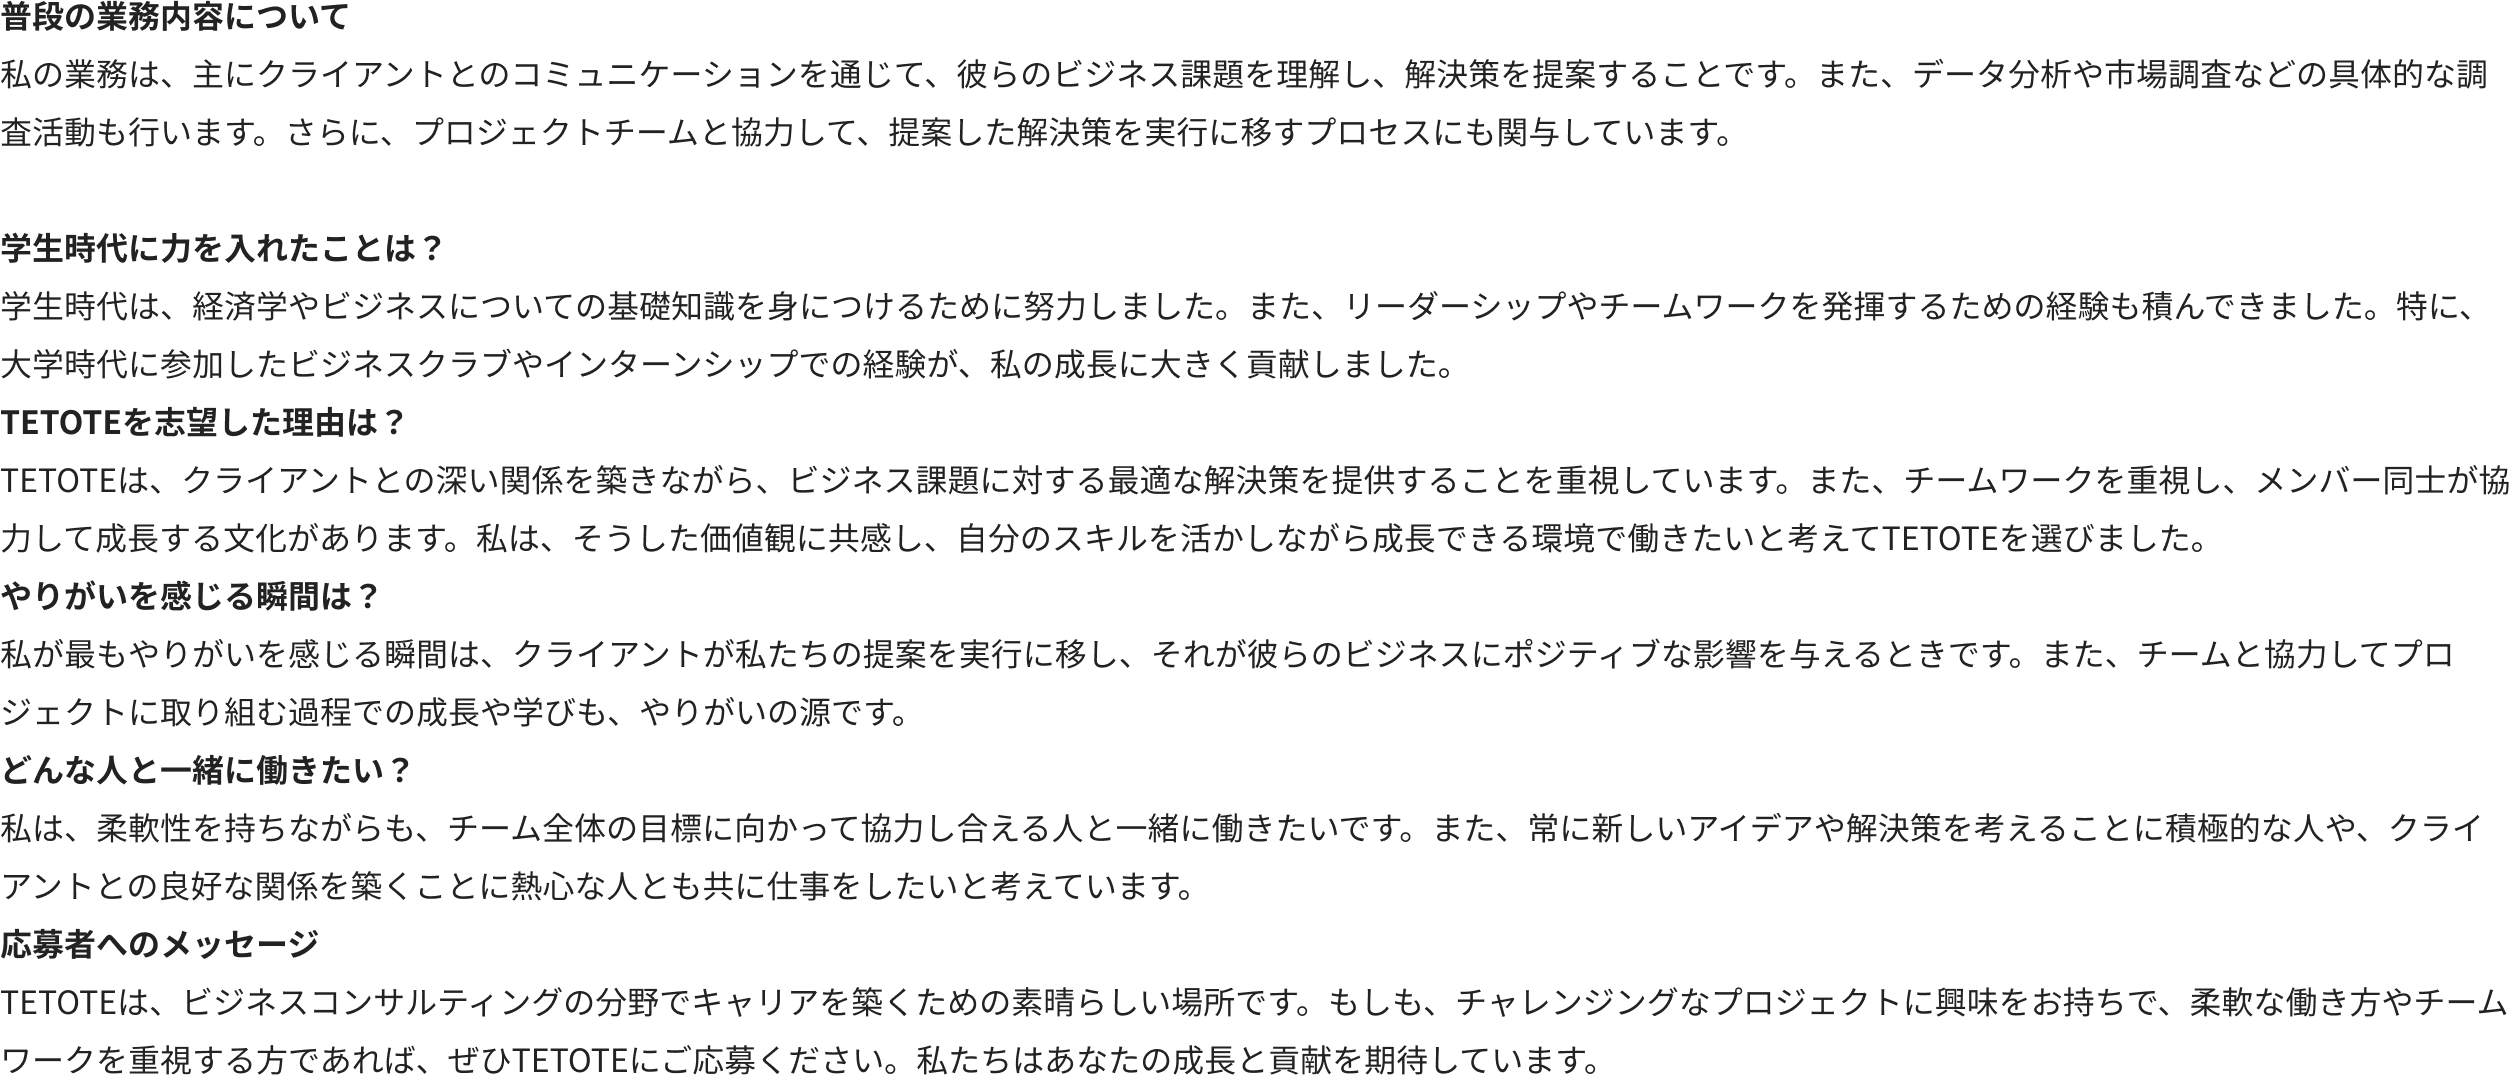 普段の業務内容について
私の業務は、主にクライアントとのコミュニケーションを通じて、彼らのビジネス課題を理解し、解決策を提案することです。また、データ分析や市場調査などの具体的な調
査活動も行います。さらに、プロジェクトチームと協力して、提案した解決策を実行に移すプロセスにも関与しています。
学生時代に力を入れたことは？
学生時代は、経済学やビジネスについての基礎知識を身につけるために努力しました。また、リーダーシップやチームワークを発揮するための経験も積んできました。特に、
大学時代に参加したビジネスクラブやインターンシップでの経験が、私の成長に大きく貢献しました。
TETOTEを志望した理由は？
TETOTEは、クライアントとの深い関係を築きながら、ビジネス課題に対する最適な解決策を提供することを重視しています。また、チームワークを重視し、メンバー同士が協
力して成長する文化があります。私は、そうした価値観に共感し、自分のスキルを活かしながら成長できる環境で働きたいと考えてTETOTEを選びました。
やりがいを感じる瞬間は？
私が最もやりがいを感じる瞬間は、クライアントが私たちの提案を実行に移し、それが彼らのビジネスにポジティブな影響を与えるときです。また、チームと協力してプロ
ジェクトに取り組む過程での成長や学びも、やりがいの源です。
どんな人と一緒に働きたい？
私は、柔軟性を持ちながらも、チーム全体の目標に向かって協力し合える人と一緒に働きたいです。また、常に新しいアイデアや解決策を考えることに積極的な人や、クライ
アントとの良好な関係を築くことに熱心な人とも共に仕事をしたいと考えています。
応募者へのメッセージ
TETOTEは、ビジネスコンサルティングの分野でキャリアを築くための素晴らしい場所です。もしも、チャレンジングなプロジェクトに興味をお持ちで、柔軟な働き方やチーム
ワークを重視する方であれば、ぜひTETOTEにご応募ください。私たちはあなたの成長と貢献を期待しています。